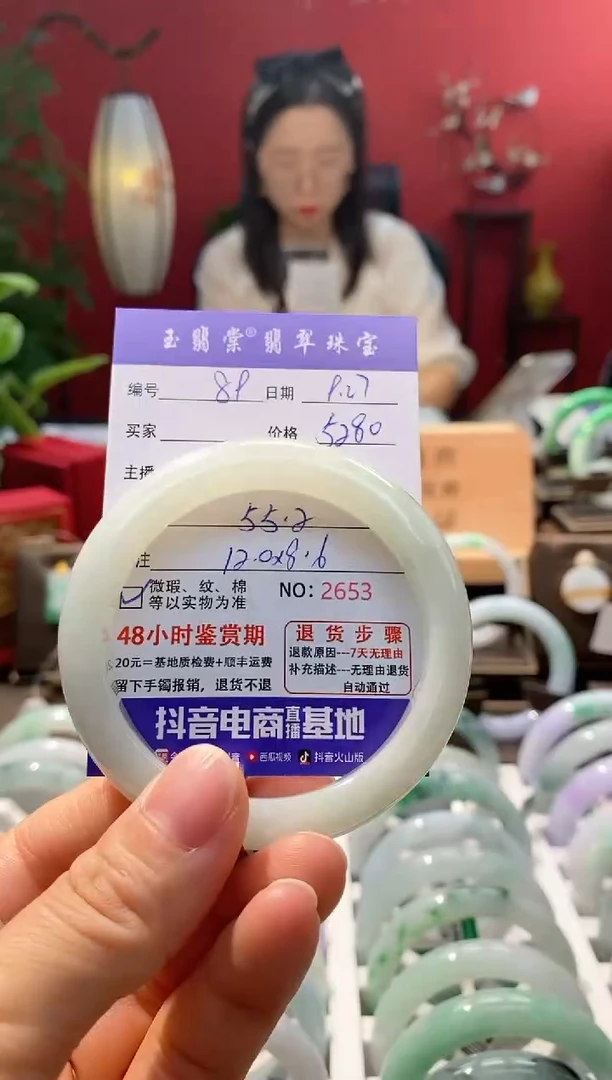 玉翡棠®翡翠珠宝
编号 89 日期 9.27
买家 价格 5280
主播
55.2
注 12.0x8.6
微瑕、纹、棉
等以实物为准
NO: 2653
48小时鉴赏期
20元=基地质检费+顺丰运费
留下手镯报销，退货不退
退货步骤
退款原因---7天无理由
补充描述---无理由退货
自动通过
抖音电商直播基地
西瓜视频 抖音火山版